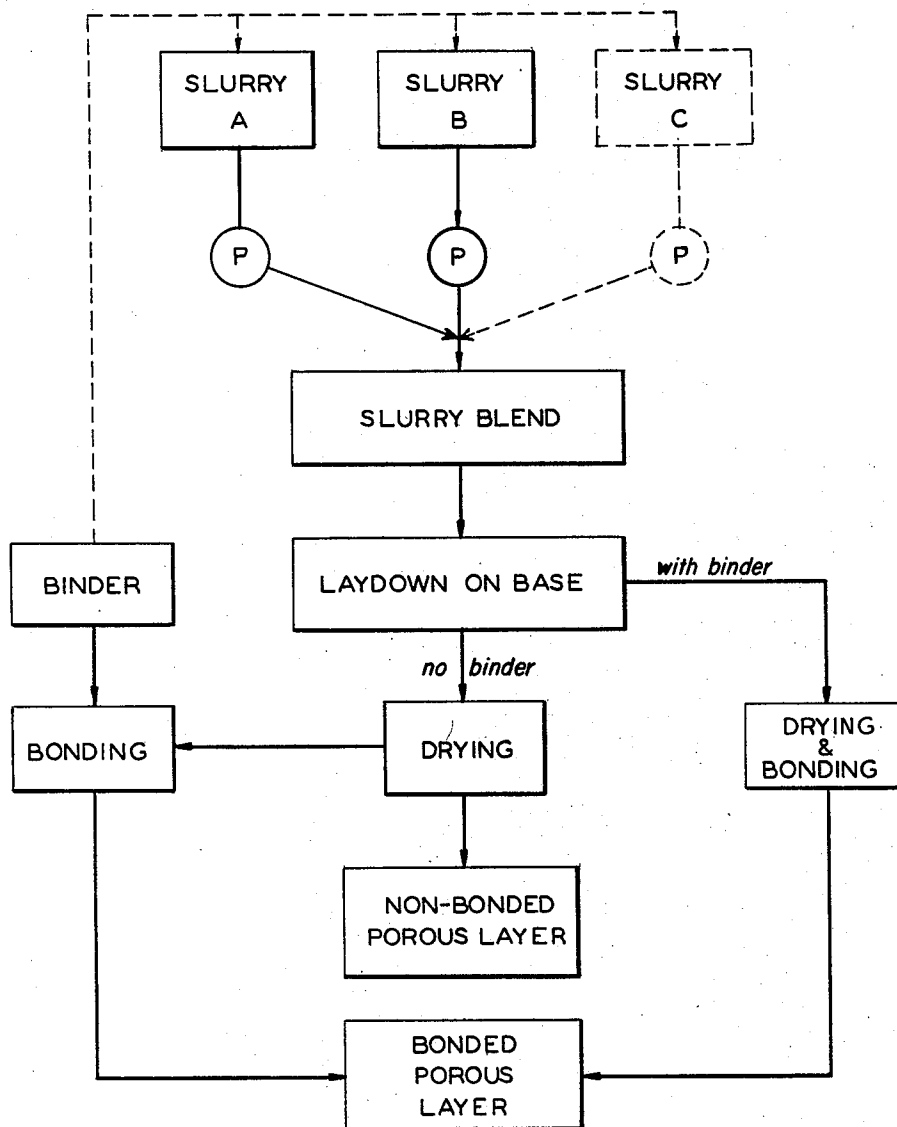 SLURRY
A
SLURRY
B
SLURRY
C
P
P
P
SLURRY BLEND
BINDER
LAYDOWN ON BASE
with binder
no binder
BONDING
DRYING
DRYING
&
BONDING
NON-BONDED
POROUS LAYER
BONDED
POROUS
LAYER